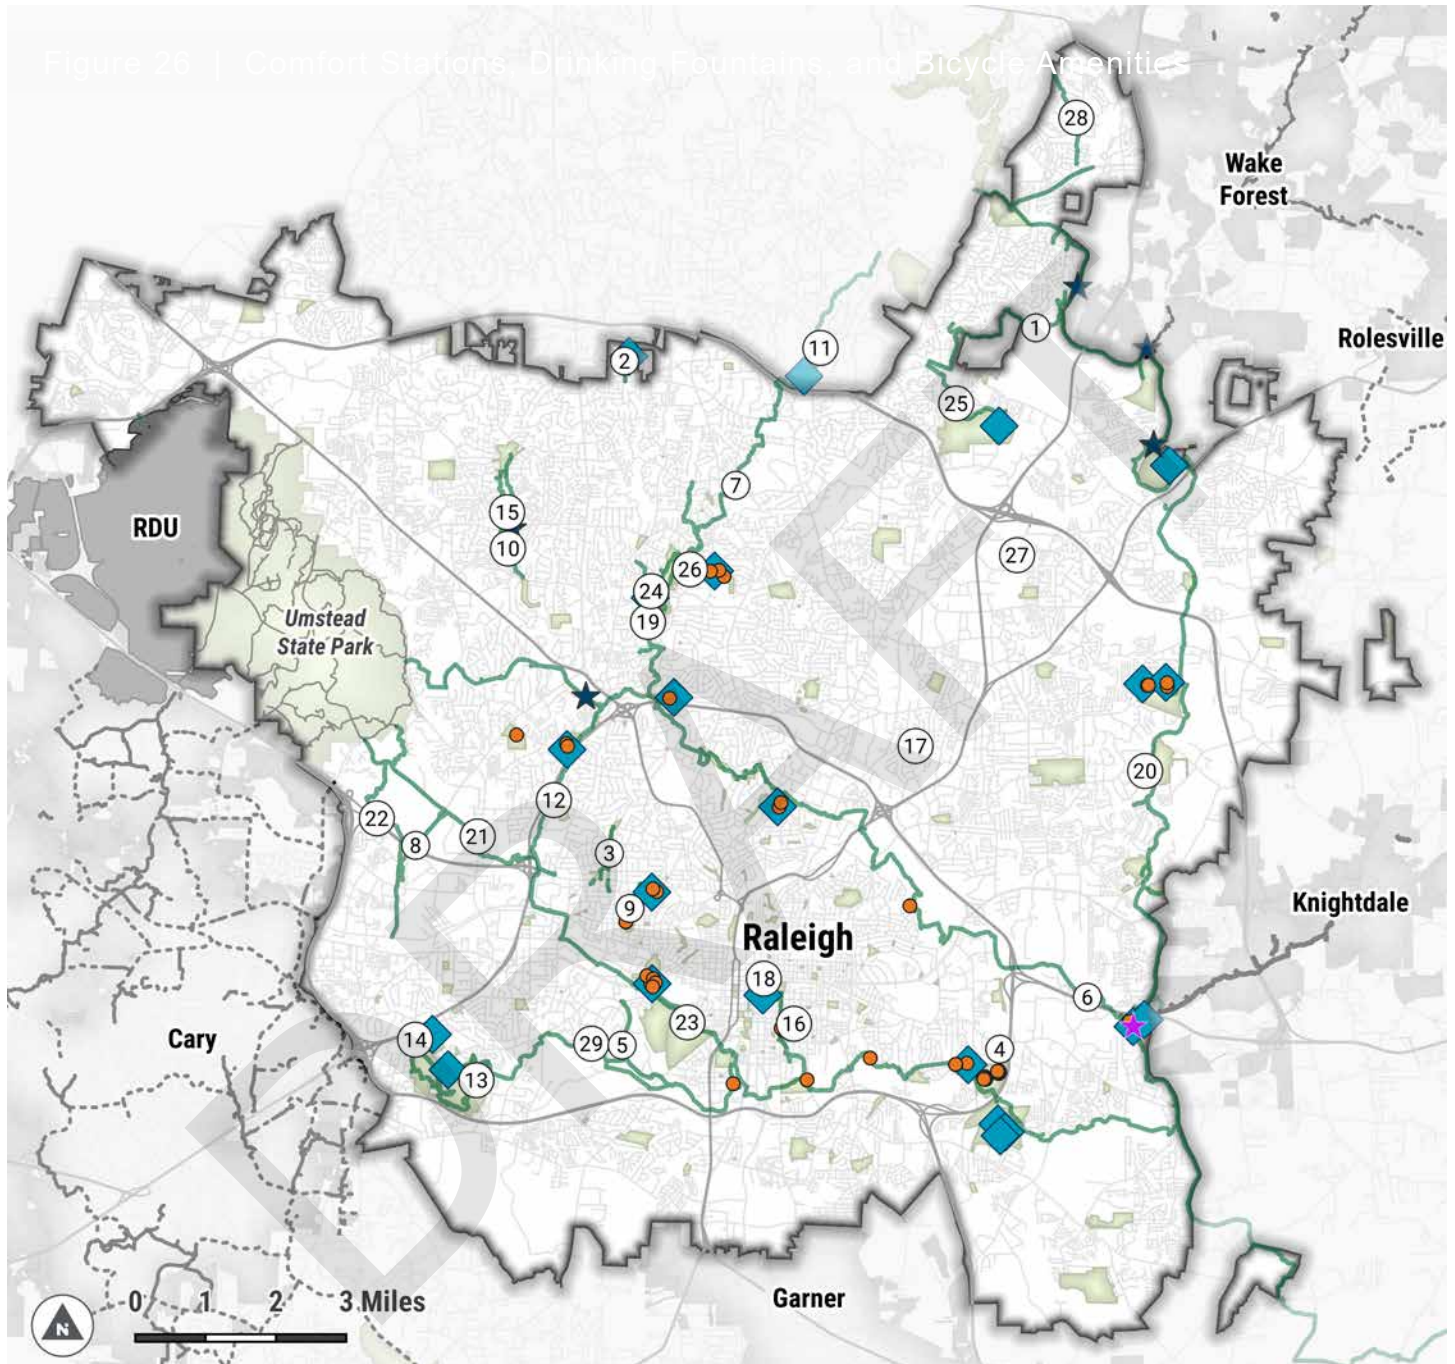 Figure 26 | Comfort Stations, Drinking Fountains, and Bicycle Amenities
28
Wake
Forest
1
Rolesville
11
2
25
7
15
RDU
10
27
26
24
Umstead
State Park
19
17
20
12
22
21
8
3
Knightdale
9
Raleigh
18
6
23
16
Cary
14
29
5
4
13
DRAFT
0 1 2 3 Miles
Garner
N